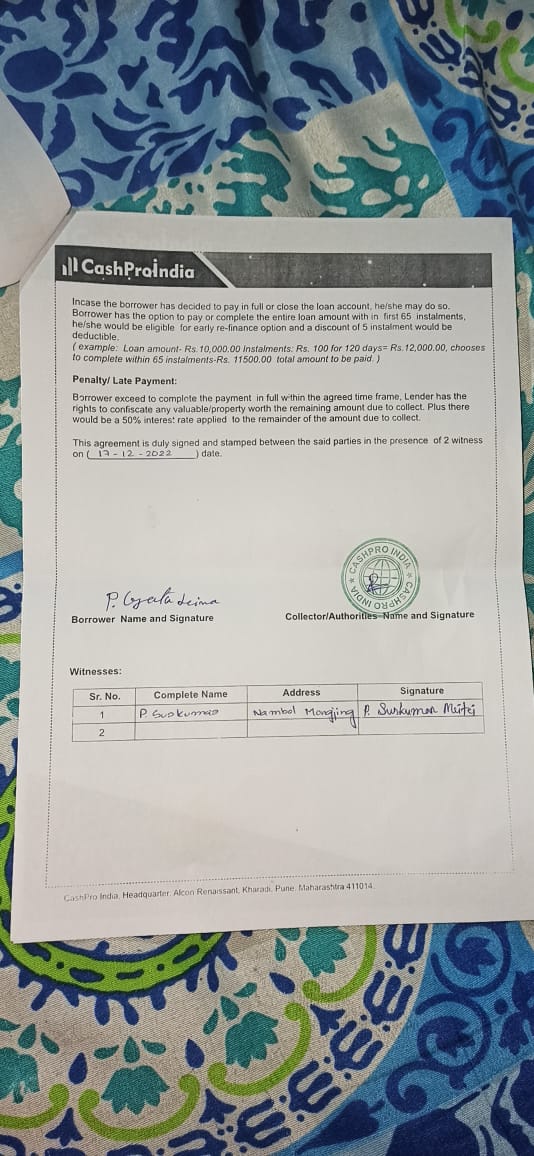 CashProIndia
Incase the borrower has decided to pay in full or close the loan account, he/she may do so.
Borrower has the option to pay or complete the entire loan amount with in first 65 instalments,
he/she would be eligible for early re-finance option and a discount of 5 instalment would be
deductible.
( example: Loan amount- Rs.10,000.00 Instalments: Rs. 100 for 120 days= Rs.12,000.00, chooses
to complete within 65 instalments-Rs. 11500.00 total amount to be paid. )
Penalty/ Late Payment:
Borrower exceed to complete the payment in full within the agreed time frame, Lender has the
rights to confiscate any valuable/property worth the remaining amount due to collect. Plus there
would be a 50% interest rate applied to the remainder of the amount due to collect.
This agreement is duly signed and stamped between the said parties in the presence of 2 witness
on ( 17 - 12 - 2022 ) date.
CASHPRO INDIA ★ CASHPRO INDIA ★
P. Leima
Borrower Name and Signature
Collector/Authorities Name and Signature
Witnesses:
Sr. No. Complete Name Address Signature
1 P Sunkumar Nambol Mongjing P. Surkuman Meitei
2
CashPro India, Headquarter: Alcon Renaissant, Kharadi, Pune, Maharashtra 411014.